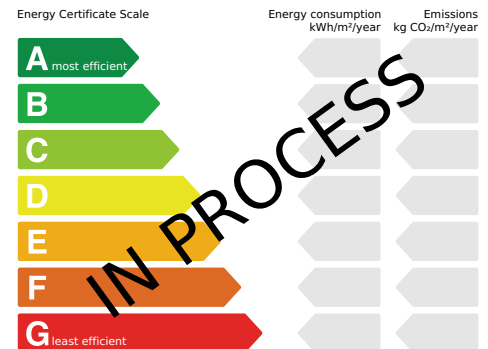 Energy Certificate Scale
Energy consumption
kWh/m²/year
Emissions
kg CO₂/m²/year
A most efficient
B
C
D
E
F
G least efficient
IN PROCESS